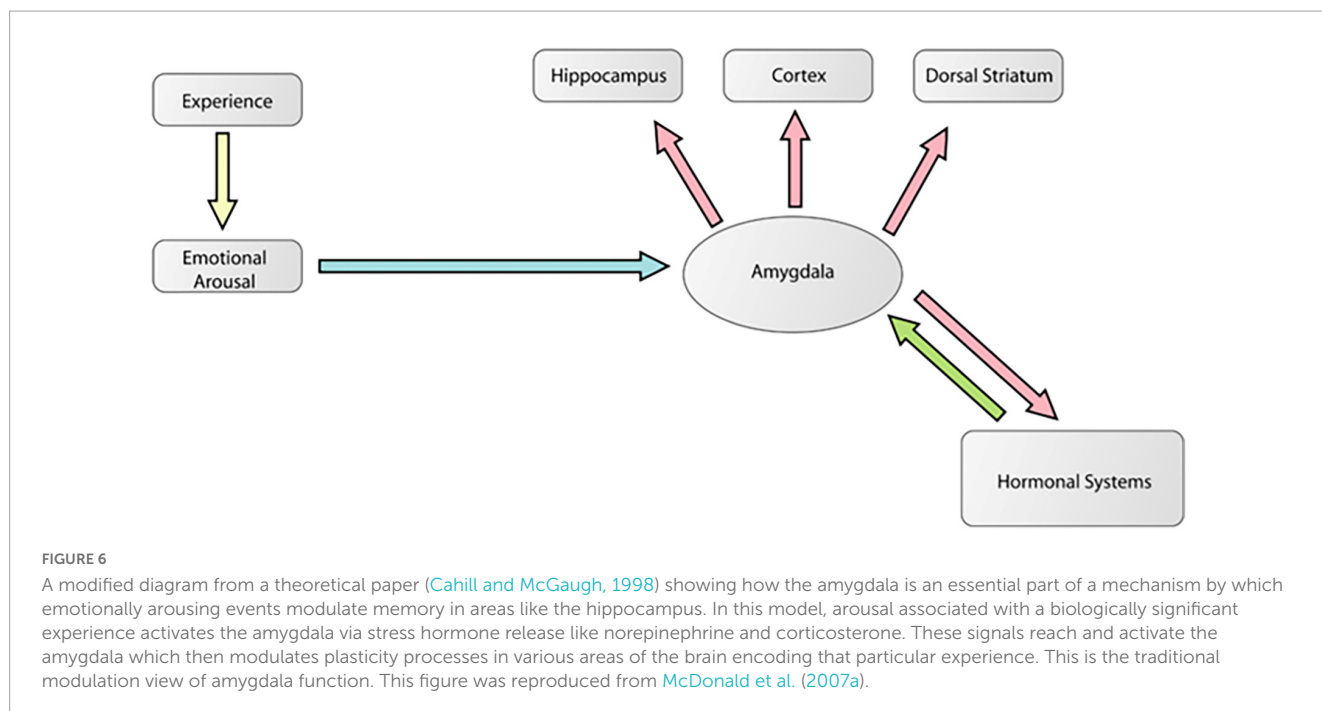 Hippocampus
Cortex
Dorsal Striatum
Experience
Emotional
Arousal
Amygdala
Hormonal Systems
FIGURE 6
A modified diagram from a theoretical paper (Cahill and McGaugh, 1998) showing how the amygdala is an essential part of a mechanism by which
emotionally arousing events modulate memory in areas like the hippocampus. In this model, arousal associated with a biologically significant
experience activates the amygdala via stress hormone release like norepinephrine and corticosterone. These signals reach and activate the
amygdala which then modulates plasticity processes in various areas of the brain encoding that particular experience. This is the traditional
modulation view of amygdala function. This figure was reproduced from McDonald et al. (2007a).